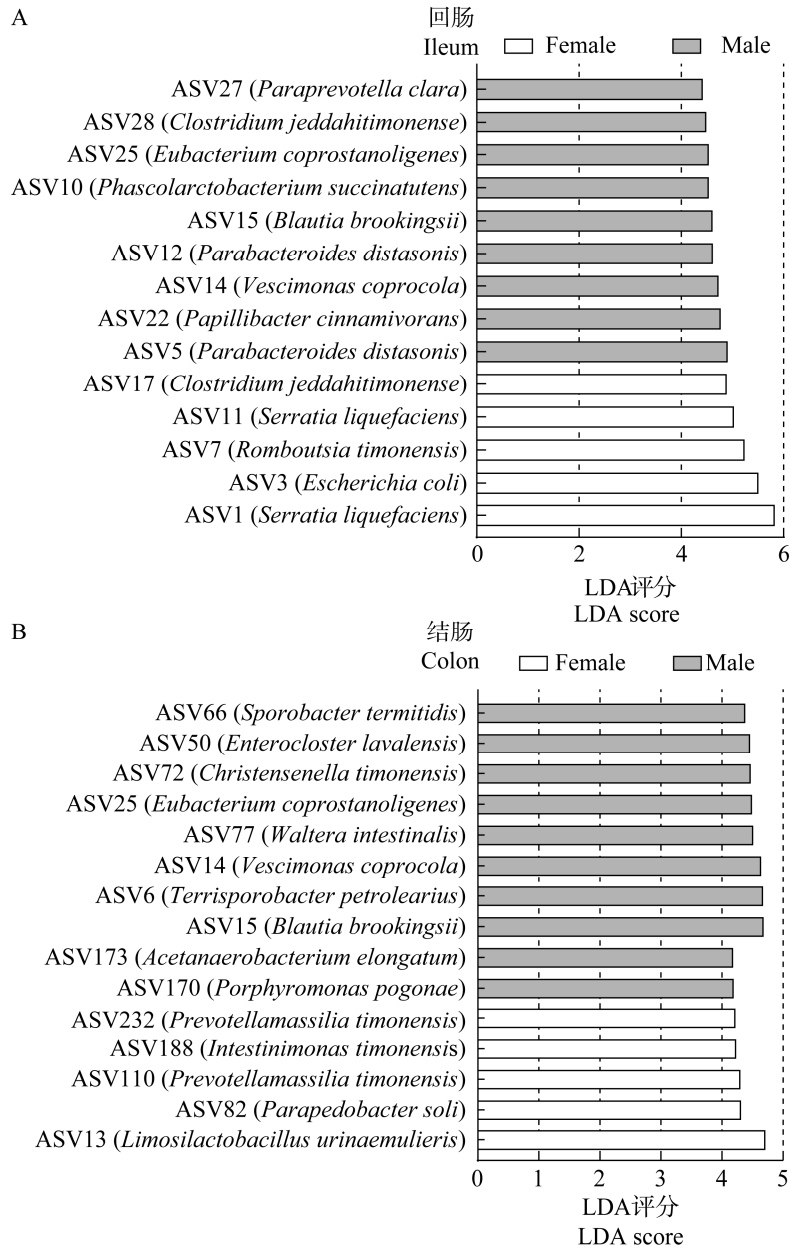 A
回肠
Ileum
Female
Male
ASV27 (Paraprevotella clara)
ASV28 (Clostridium jeddahitimonense)
ASV25 (Eubacterium coprostanoligenes)
ASV10 (Phascolarctobacterium succinatutens)
ASV15 (Blautia brookingsii)
ASV12 (Parabacteroides distasonis)
ASV14 (Vescimonas coprocola)
ASV22 (Papillibacter cinnamivorans)
ASV5 (Parabacteroides distasonis)
ASV17 (Clostridium jeddahitimonense)
ASV11 (Serratia liquefaciens)
ASV7 (Romboutsia timonensis)
ASV3 (Escherichia coli)
ASV1 (Serratia liquefaciens)
0 2 4 6
LDA评分
LDA score
B
结肠
Colon
Female
Male
ASV66 (Sporobacter termitidis)
ASV50 (Enterocloster lavalensis)
ASV72 (Christensenella timonensis)
ASV25 (Eubacterium coprostanoligenes)
ASV77 (Waltera intestinalis)
ASV14 (Vescimonas coprocola)
ASV6 (Terrisporobacter petrolearius)
ASV15 (Blautia brookingsii)
ASV173 (Acetanaerobacterium elongatum)
ASV170 (Porphyromonas pogonae)
ASV232 (Prevotellamassilia timonensis)
ASV188 (Intestinimonas timonensis)
ASV110 (Prevotellamassilia timonensis)
ASV82 (Parapedobacter soli)
ASV13 (Limosilactobacillus urinaemulieris)
0 1 2 3 4 5
LDA评分
LDA score